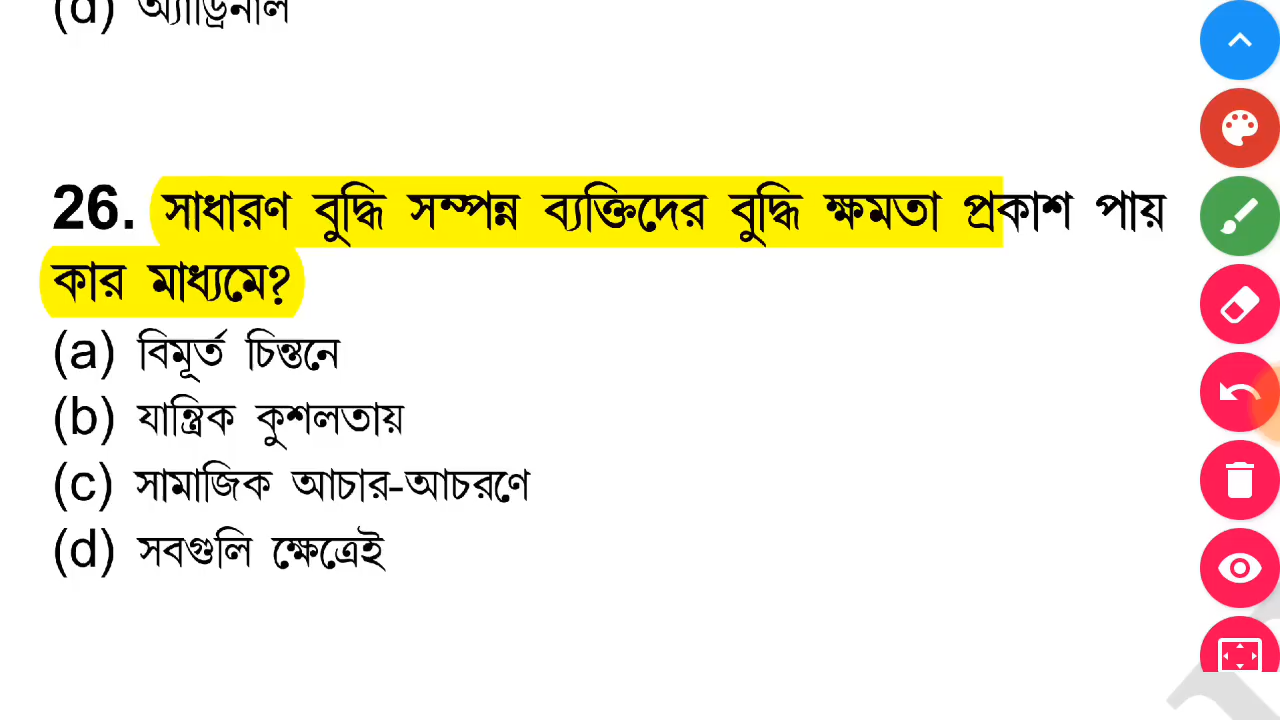 (d) অ্যাড্রিনাল
26. সাধারণ বুদ্ধি সম্পন্ন ব্যক্তিদের বুদ্ধি ক্ষমতা প্রকাশ পায়
কার মাধ্যমে?
(a) বিমূর্ত চিন্তনে
(b) যান্ত্রিক কুশলতায়
(c) সামাজিক আচার-আচরণে
(d) সবগুলি ক্ষেত্রেই